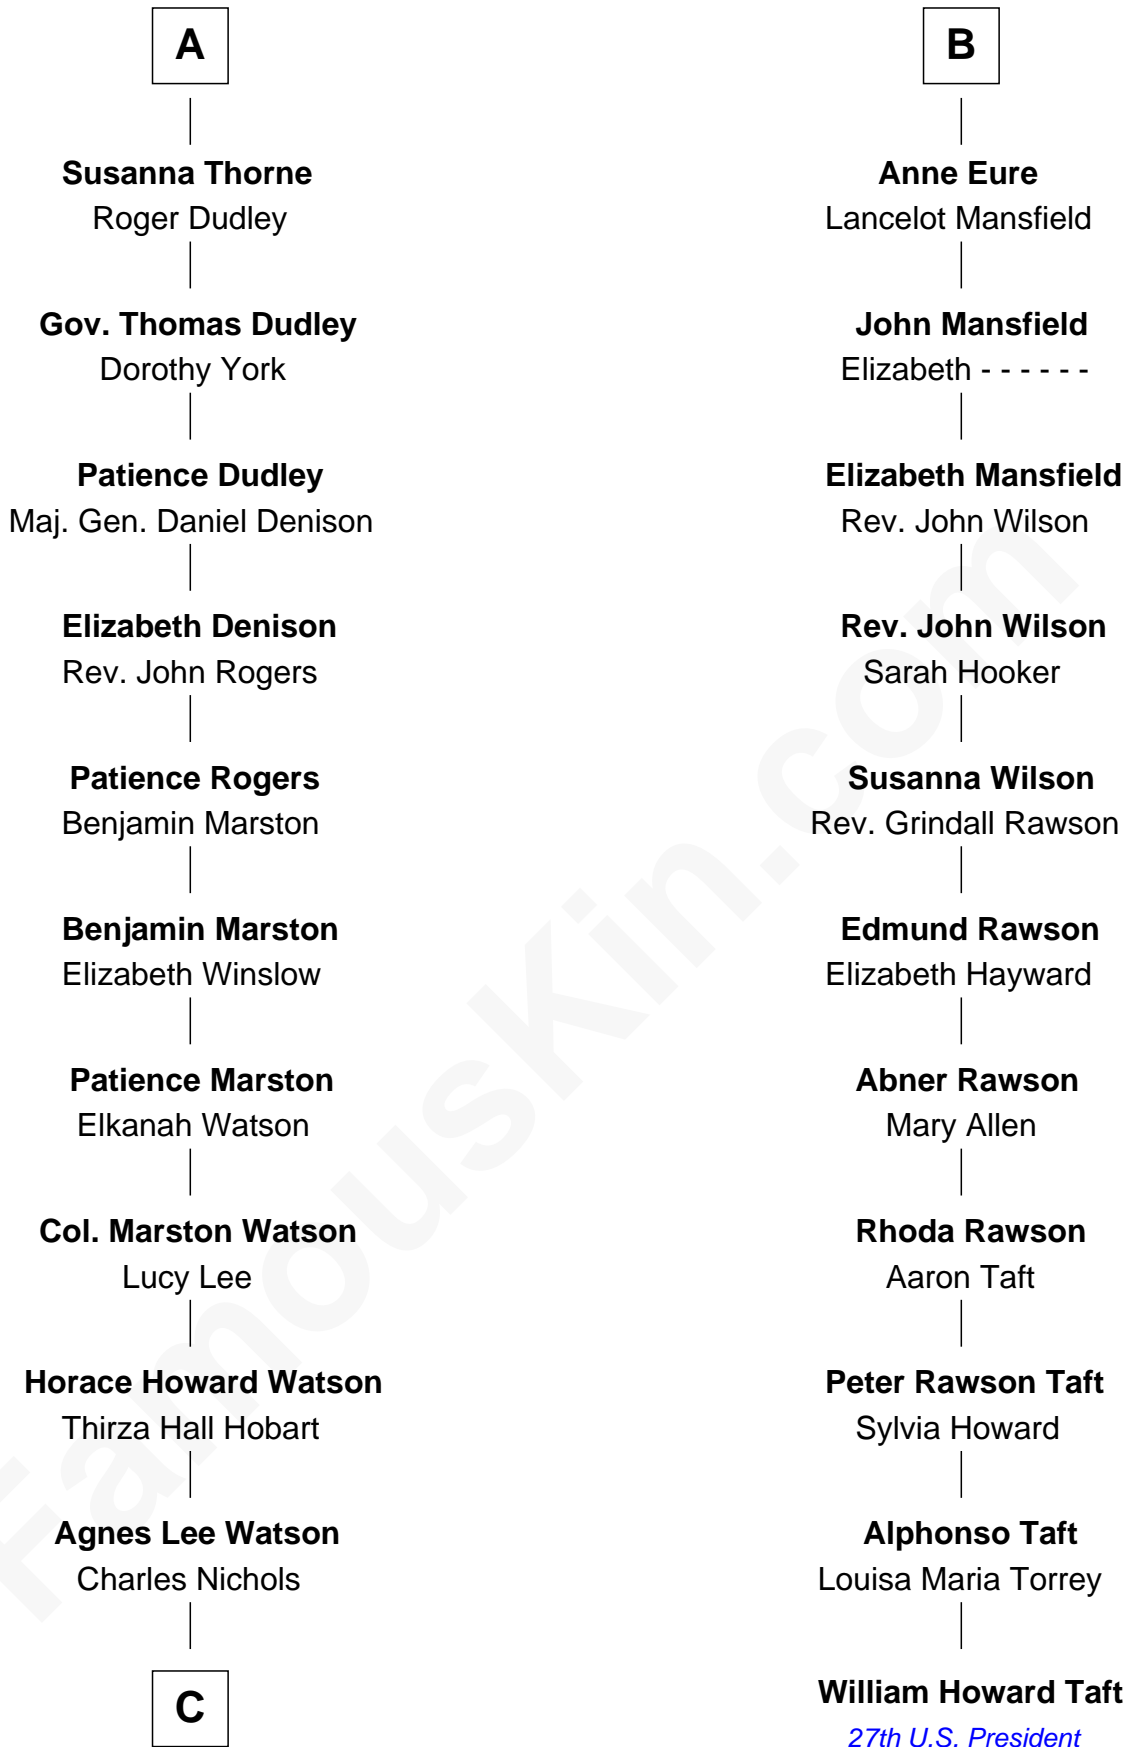 A
Susanna Thorne
Roger Dudley
Gov. Thomas Dudley
Dorothy York
Patience Dudley
Maj. Gen. Daniel Denison
Elizabeth Denison
Rev. John Rogers
Patience Rogers
Benjamin Marston
Benjamin Marston
Elizabeth Winslow
Patience Marston
Elkanah Watson
Col. Marston Watson
Lucy Lee
Horace Howard Watson
Thirza Hall Hobart
Agnes Lee Watson
Charles Nichols
C
B
Anne Eure
Lancelot Mansfield
John Mansfield
Elizabeth - - - - - -
Elizabeth Mansfield
Rev. John Wilson
Rev. John Wilson
Sarah Hooker
Susanna Wilson
Rev. Grindall Rawson
Edmund Rawson
Elizabeth Hayward
Abner Rawson
Mary Allen
Rhoda Rawson
Aaron Taft
Peter Rawson Taft
Sylvia Howard
Alphonso Taft
Louisa Maria Torrey
William Howard Taft
27th U.S. President
FamousKin.com